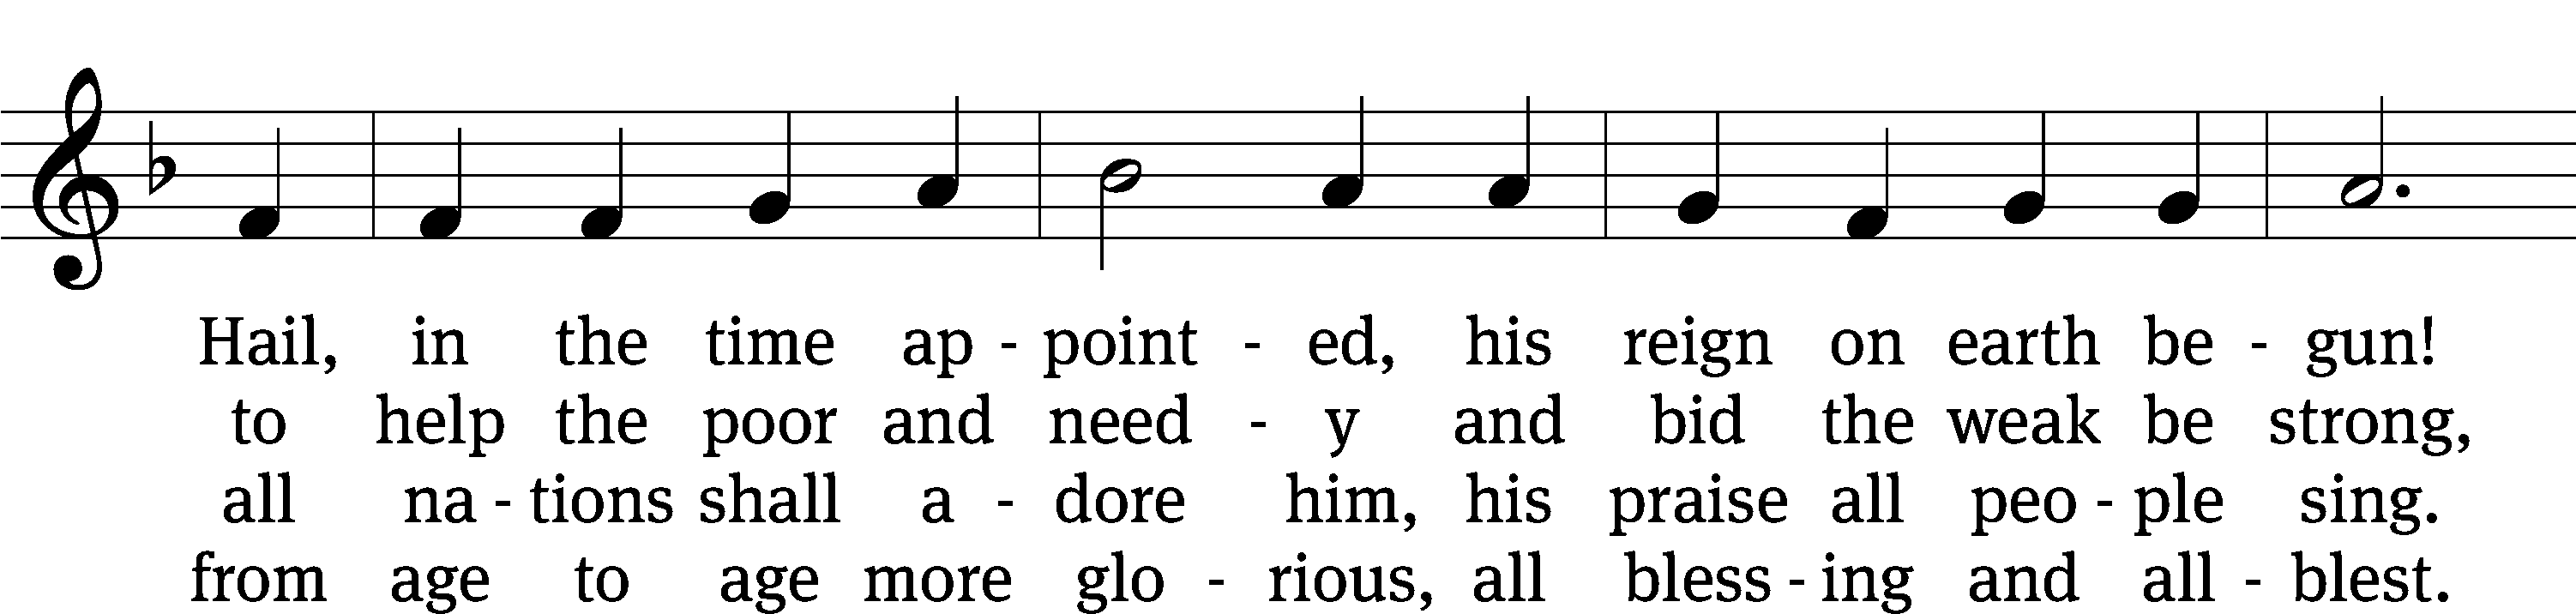 Hail, in the time ap - point - ed, his reign on earth be - gun!
to help the poor and need - y and bid the weak be strong,
all na - tions shall a - dore him, his praise all peo - ple sing.
from age to age more glo - rious, all bless - ing and all - blest.